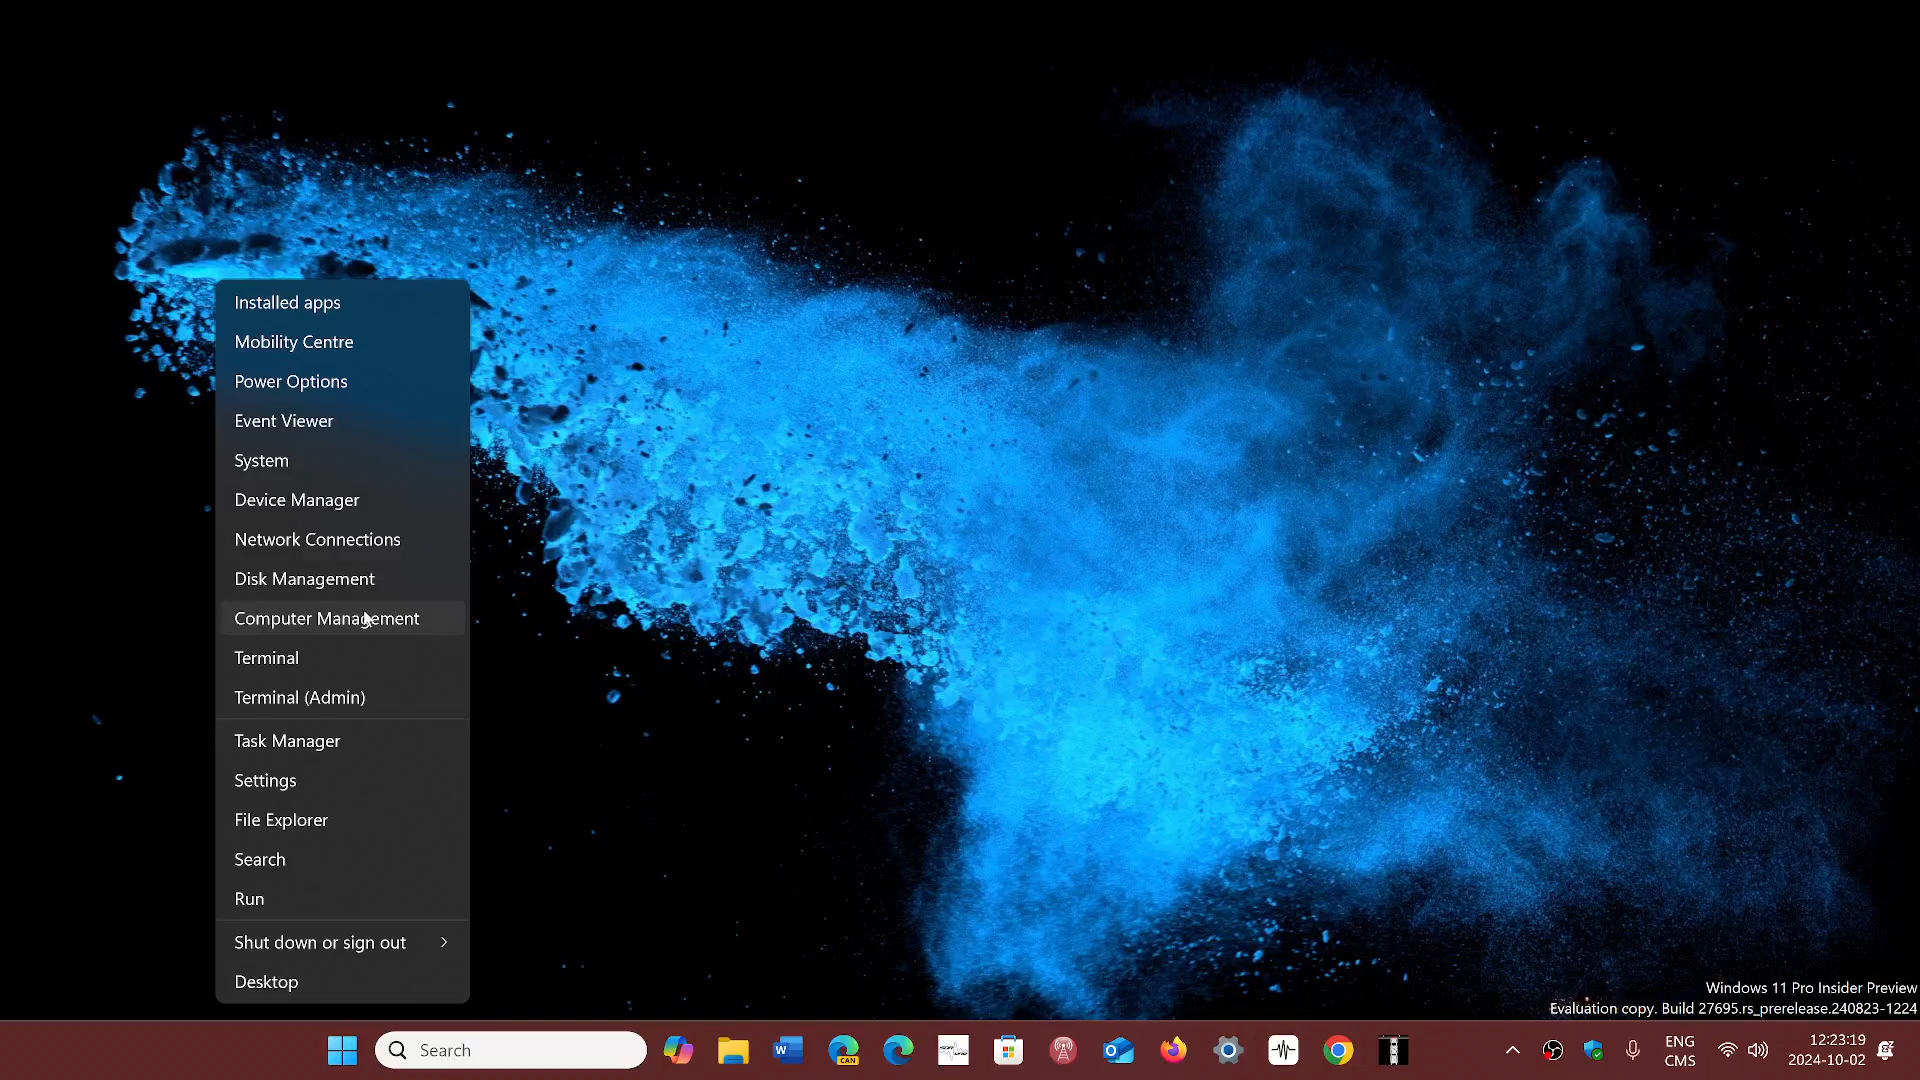 Installed apps
Mobility Centre
Power Options
Event Viewer
System
Device Manager
Network Connections
Disk Management
Computer Management
Terminal
Terminal (Admin)
Task Manager
Settings
File Explorer
Search
Run
Shut down or sign out
Desktop
Windows 11 Pro Insider Preview
Evaluation copy. Build 27695.rs_prerelease.240823-1224
Search
W
CAN
ENG
CMS
12:23:19
2024-10-02